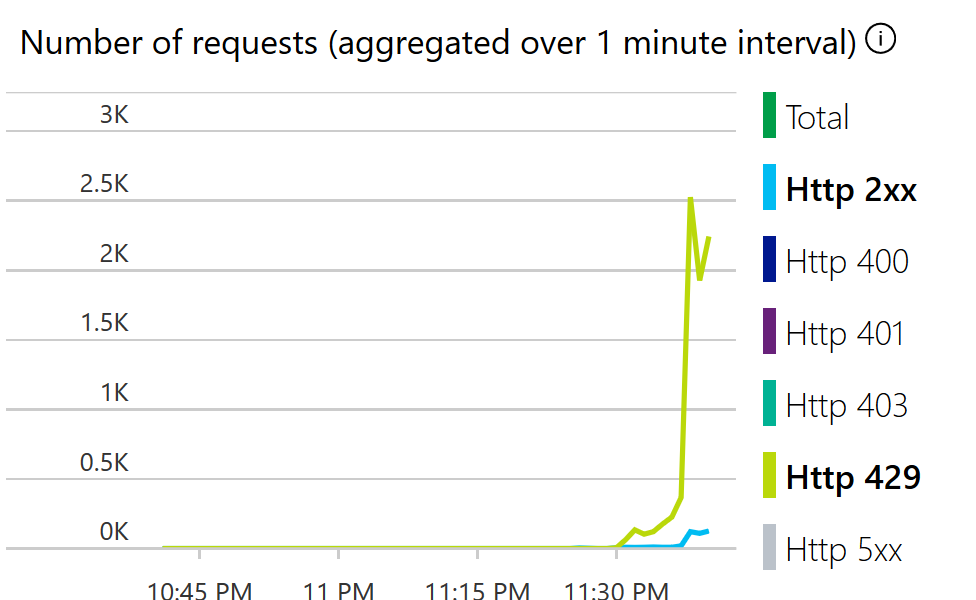 Number of requests (aggregated over 1 minute interval)
3K
2.5K
2K
1.5K
1K
0.5K
0K
10:45 PM 11 PM 11:15 PM 11:30 PM
Total
Http 2xx
Http 400
Http 401
Http 403
Http 429
Http 5xx